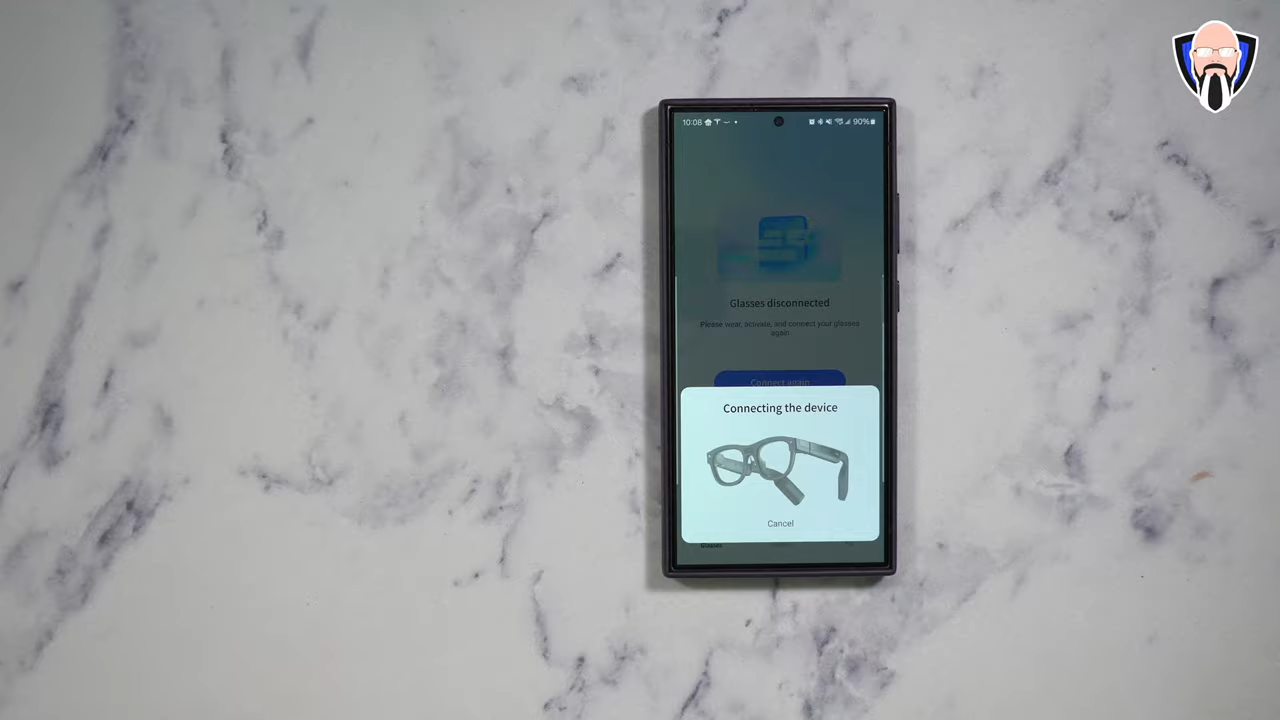 10:08
90%
Glasses disconnected
Please wear, activate, and connect your glasses
again
Connect again
Connecting the device
Cancel
Glasses